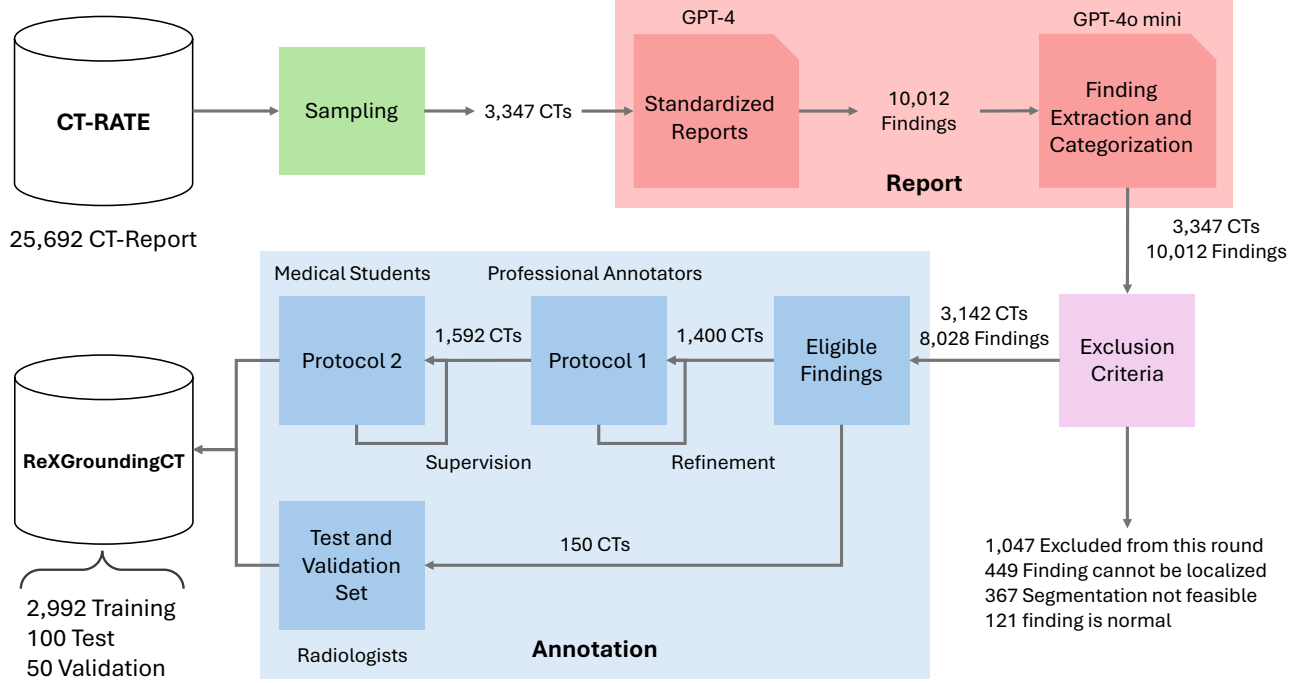 GPT-4
GPT-4o mini
CT-RATE
Sampling
3,347 CTs
Standardized
Reports
10,012
Findings
Finding
Extraction and
Categorization
Report
25,692 CT-Report
3,347 CTs
10,012 Findings
Medical Students
Professional Annotators
Protocol 2
1,592 CTs
Protocol 1
1,400 CTs
Eligible
Findings
3,142 CTs
8,028 Findings
Exclusion
Criteria
Supervision
Refinement
ReXGroundingCT
Test and
Validation
Set
150 CTs
Radiologists
Annotation
1,047 Excluded from this round
449 Finding cannot be localized
367 Segmentation not feasible
121 finding is normal
2,992 Training
100 Test
50 Validation